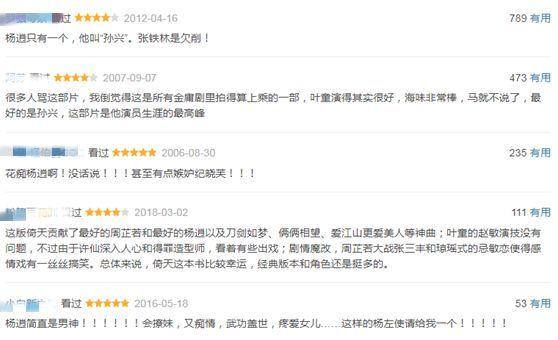 看过 ★★★★ 2012-04-16 789 有用
杨逍只有一个，他叫“孙兴”。张铁林是欠削！
看过 ★★★★ 2007-09-07 473 有用
很多人骂这部片，我倒觉得这是所有金庸剧里拍得算上乘的一部，叶童演得其实很好，海味非常棒，马就不说了，最
好的是孙兴，这部片是他演员生涯的最高峰
看过 ★★★★★ 2006-08-30 235 有用
花痴杨逍啊！没话说！！！甚至有点嫉妒纪晓芙！！！
看过 ★★★★ 2018-03-02 111 有用
这版倚天贡献了最好的周芷若和最好的杨逍以及刀剑如梦、俩俩相望、爱江山更爱美人等神曲；叶童的赵敏演技没有
问题，不过由于许仙深入人心和得罪造型师，看着有些出戏；剧情魔改，周芷若大战张三丰和琼瑶式的忌敏恋使得感
情戏有一丝丝搞笑。总体来说，倚天这本书比较幸运，经典版本和角色还是挺多的。
看过 ★★★★★ 2016-05-18 53 有用
杨逍简直是男神！！！！！！会撩妹，又痴情，武功盖世，疼爱女儿……这样的杨左使请给我一个！！！！！